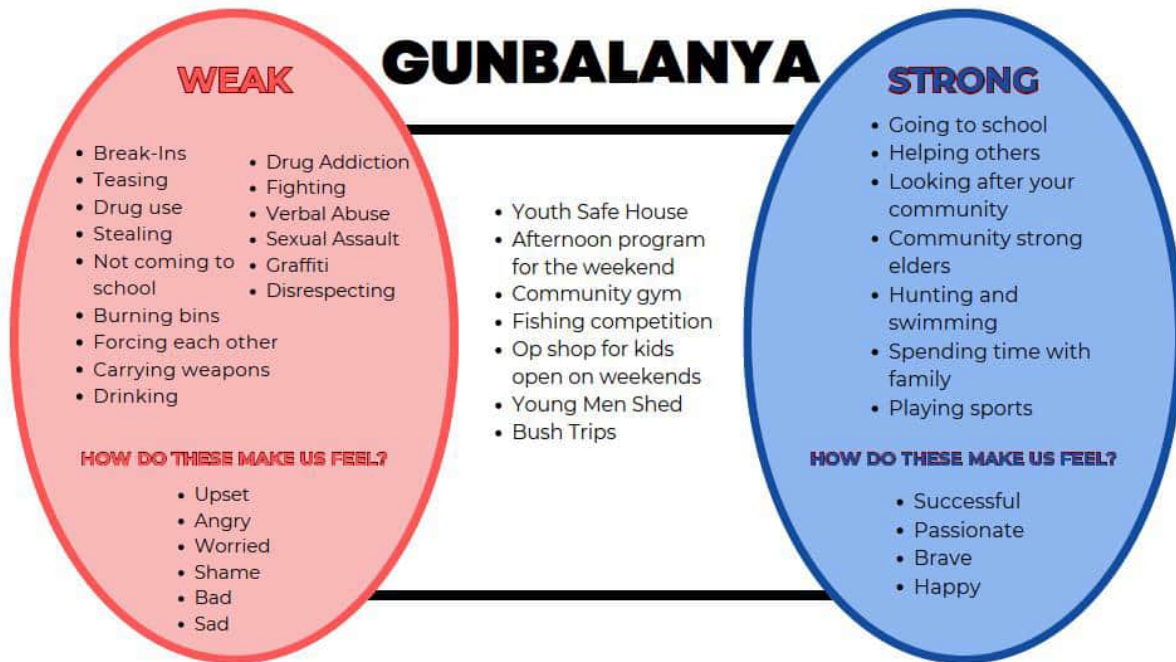 GUNBALANYA
WEAK
• Break-Ins
• Teasing
• Drug use
• Stealing
• Not coming to
school
• Burning bins
• Forcing each other
• Carrying weapons
• Drinking
• Drug Addiction
• Fighting
• Verbal Abuse
• Sexual Assault
• Graffiti
• Disrespecting
HOW DO THESE MAKE US FEEL?
• Upset
• Angry
• Worried
• Shame
• Bad
• Sad
• Youth Safe House
• Afternoon program
for the weekend
• Community gym
• Fishing competition
• Op shop for kids
open on weekends
• Young Men Shed
• Bush Trips
STRONG
• Going to school
• Helping others
• Looking after your
community
• Community strong
elders
• Hunting and
swimming
• Spending time with
family
• Playing sports
HOW DO THESE MAKE US FEEL?
• Successful
• Passionate
• Brave
• Happy